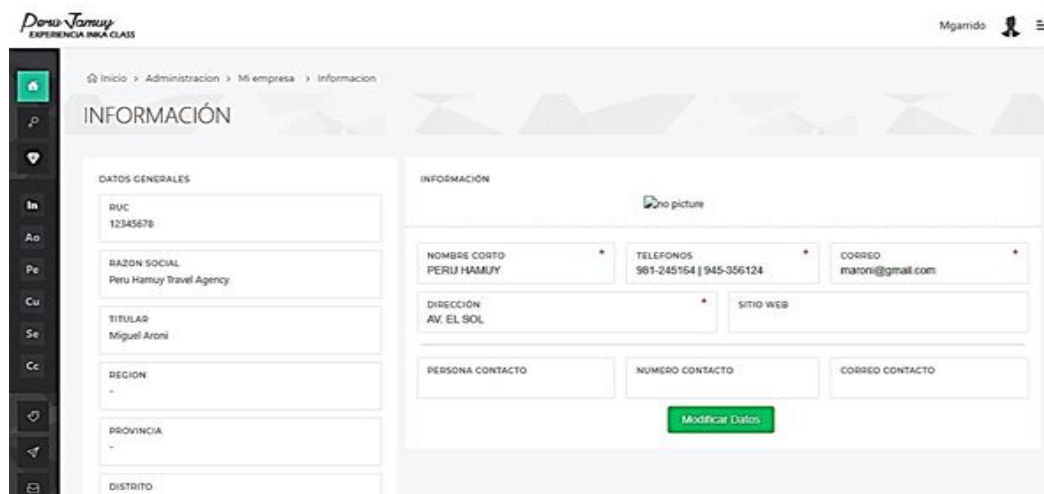 Peru Jamuy
EXPERIENCIA INKA CLASS
Mgarrido
Inicio > Administracion > Mi empresa > Informacion
INFORMACIÓN
DATOS GENERALES
RUC
12345678
RAZON SOCIAL
Peru Hamuy Travel Agency
TITULAR
Miguel Aroni
REGION
-
PROVINCIA
-
DISTRITO
INFORMACIÓN
no picture
NOMBRE CORTO *
PERU HAMUY
TELEFONOS *
981-245164 | 945-356124
CORREO *
maroni@gmail.com
DIRECCIÓN *
AV. EL SOL
SITIO WEB
PERSONA CONTACTO
NUMERO CONTACTO
CORREO CONTACTO
Modificar Datos
In
Ao
Pe
Cu
Se
Cc